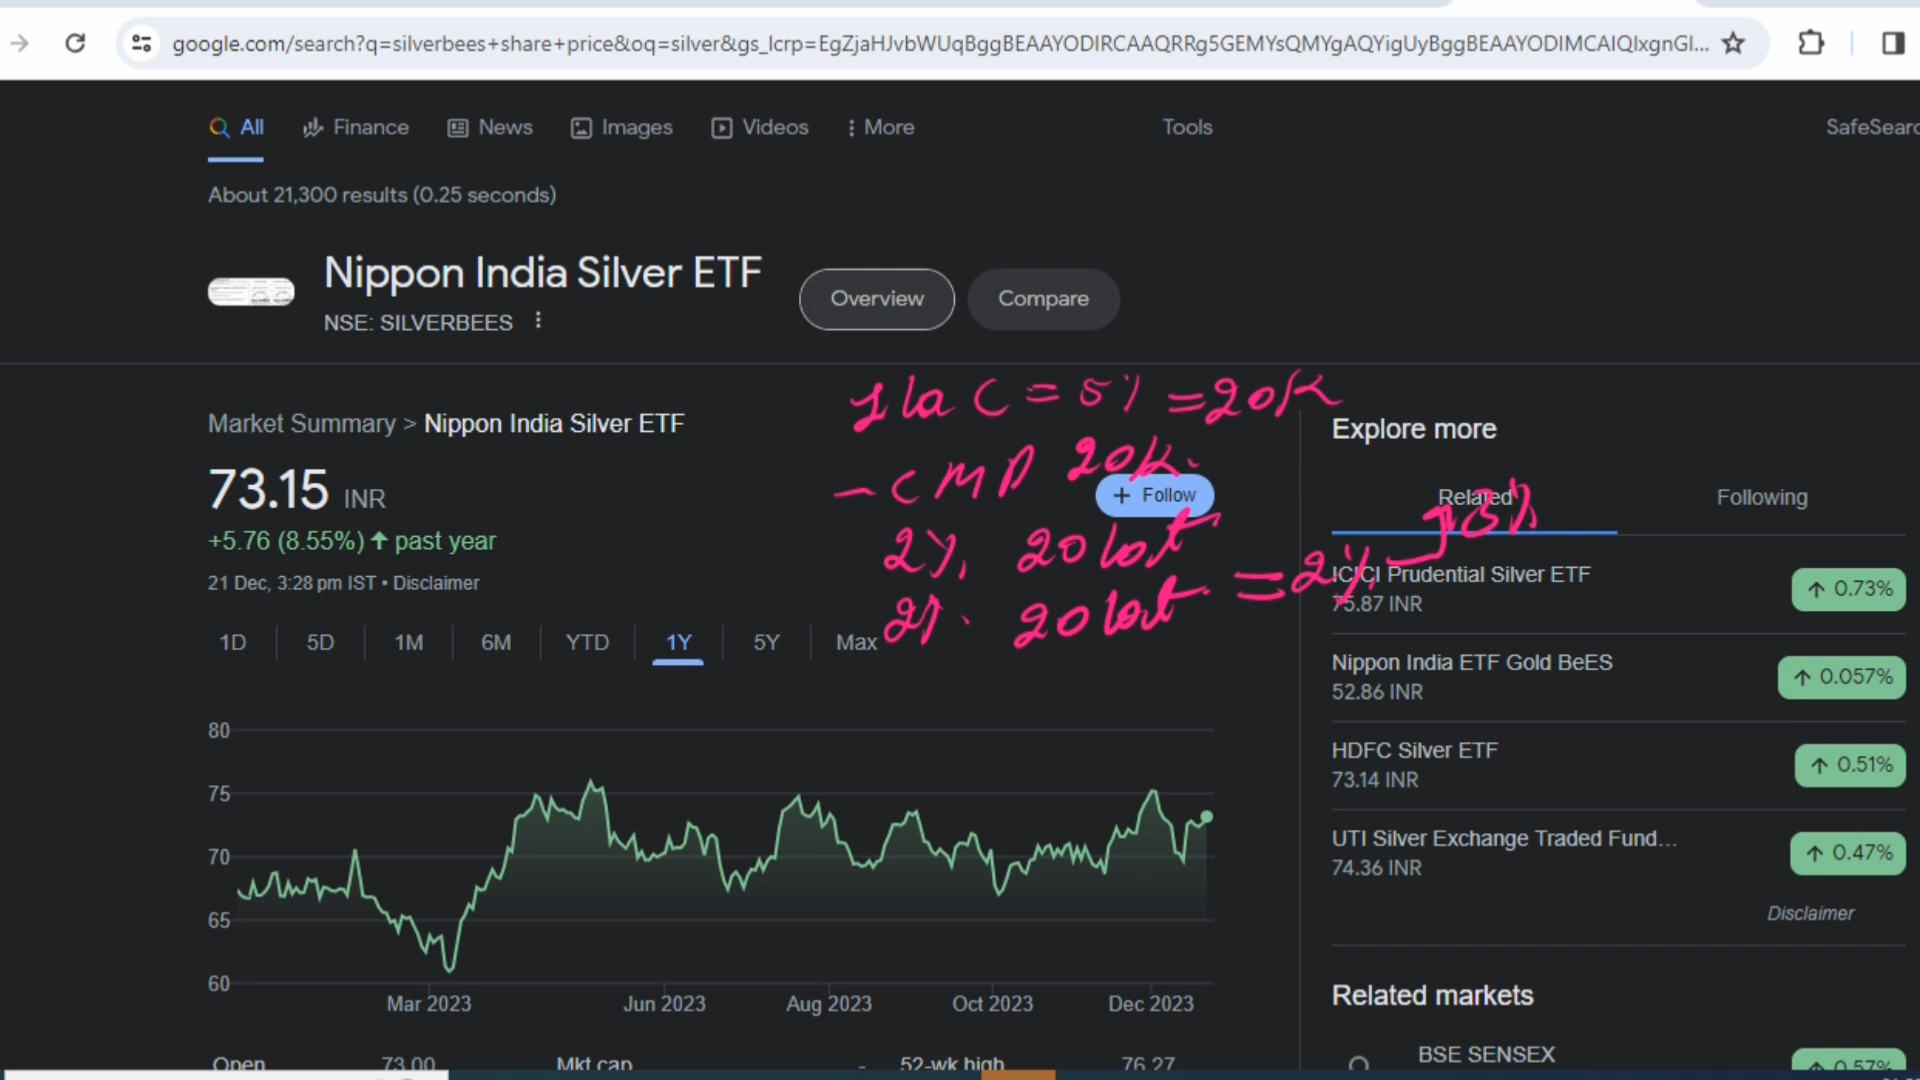 google.com/search?q=silverbees+share+price&oq=silver&gs_lcrp=EgZjaHJvbWUqBggBEAAYODIRCAAQRRg5GEMYsQMYgAQYigUyBggBEAAYODIMCAIQIxgnGI...
All Finance News Images Videos More Tools SafeSearc
About 21,300 results (0.25 seconds)
Nippon India Silver ETF
NSE: SILVERBEES
Overview Compare
1 la C = 5% = 20K
- CMP 20K.
2%. 20 lot
2%. 20 lot = 2% 3%
Market Summary > Nippon India Silver ETF
73.15 INR
+ Follow
+5.76 (8.55%) ↑ past year
21 Dec, 3:28 pm IST • Disclaimer
1D 5D 1M 6M YTD 1Y 5Y Max
80
75
70
65
60
Mar 2023 Jun 2023 Aug 2023 Oct 2023 Dec 2023
Open 73.00 Mkt cap - 52-wk high 76.27
Explore more
Related Following
ICICI Prudential Silver ETF
75.87 INR
↑ 0.73%
Nippon India ETF Gold BeES
52.86 INR
↑ 0.057%
HDFC Silver ETF
73.14 INR
↑ 0.51%
UTI Silver Exchange Traded Fund...
74.36 INR
↑ 0.47%
Disclaimer
Related markets
BSE SENSEX
↑ 0.57%